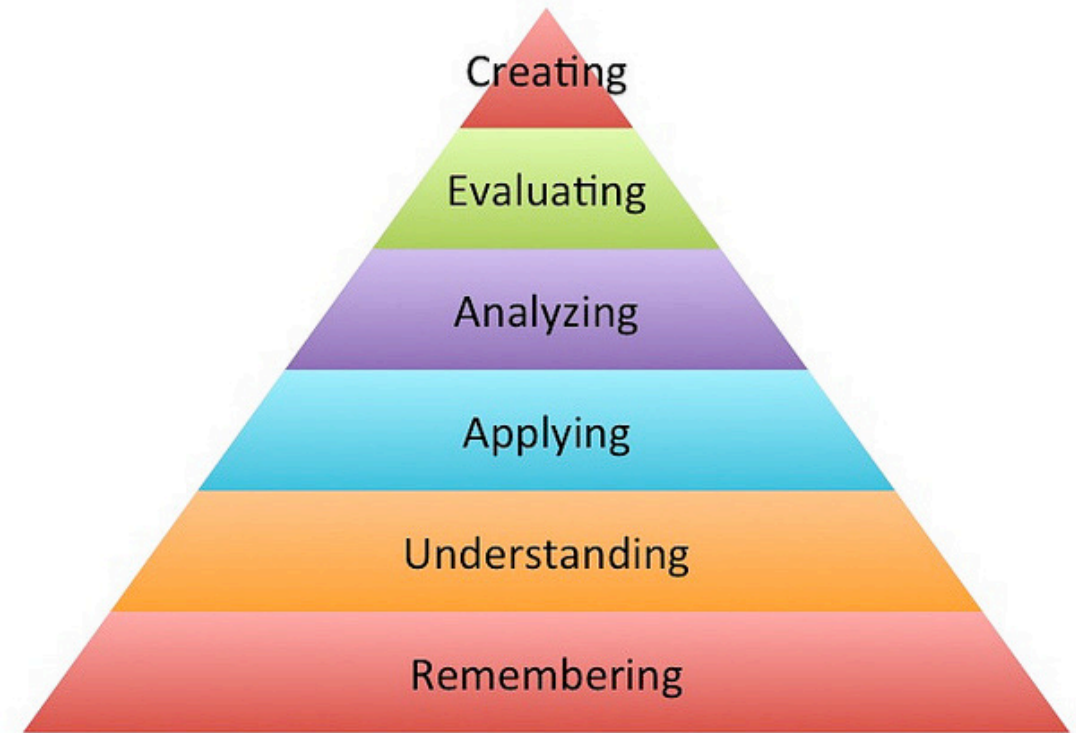 Creating
Evaluating
Analyzing
Applying
Understanding
Remembering